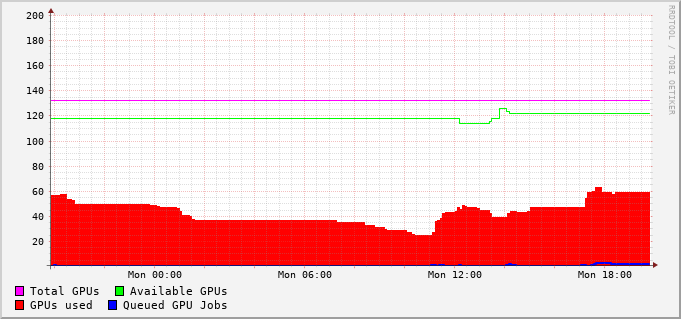 200
180
160
140
120
100
80
60
40
20
Mon 00:00 Mon 06:00 Mon 12:00 Mon 18:00
Total GPUs Available GPUs
GPUs used Queued GPU Jobs
RRDTOOL / TOBI OETIKER